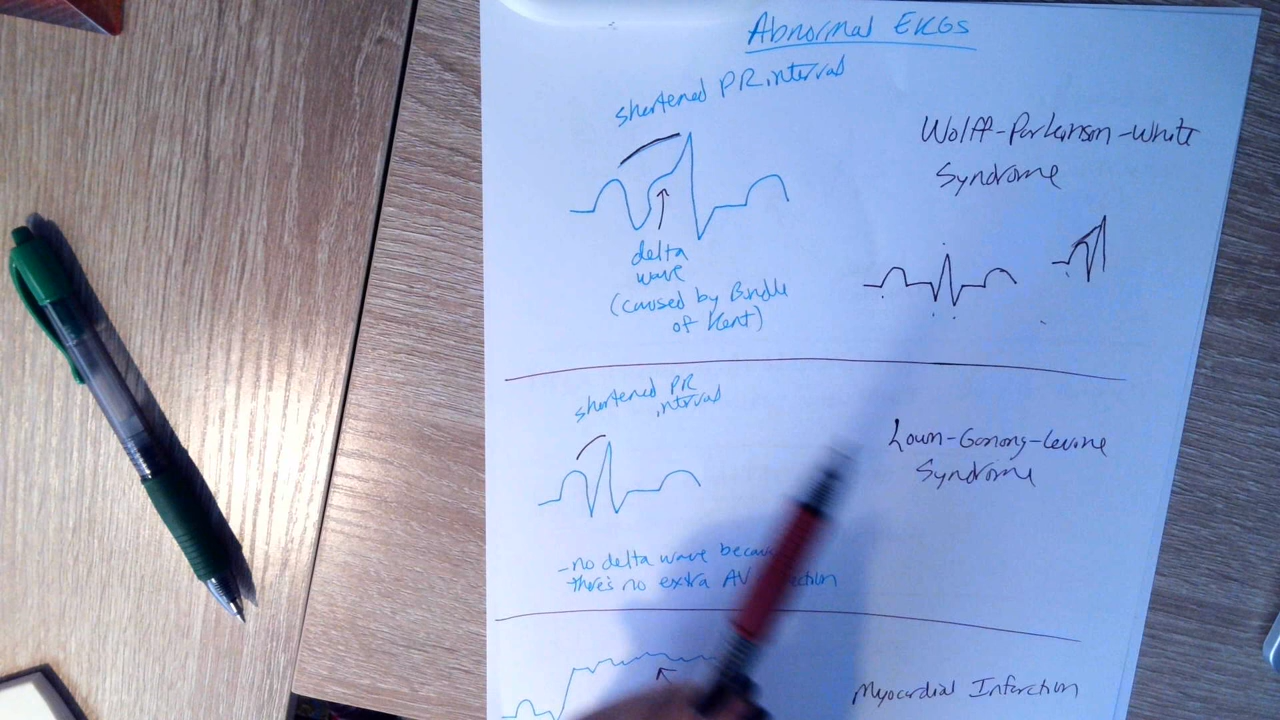 Abnormal EKGs
shortened PR interval
Wolff-Parkinson-White
Syndrome
delta
wave
(caused by Bundle
of Kent)
shortened PR
interval
Lown-Ganong-Levine
Syndrome
- no delta wave
there's no extra AV
Myocardial Infarction